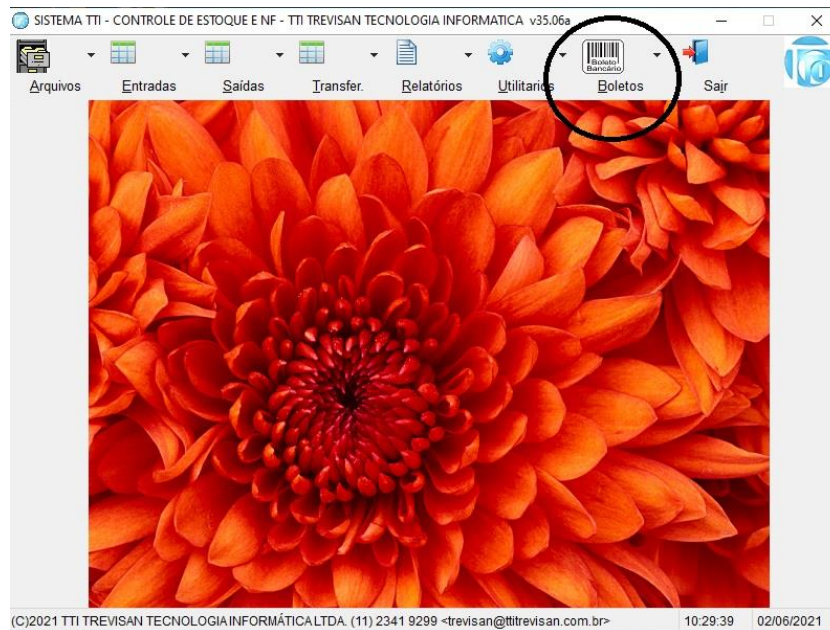 SISTEMA TTI - CONTROLE DE ESTOQUE E NF - TTI TREVISAN TECNOLOGIA INFORMATICA v35.06a
Boleto
Bancário
Arquivos Entradas Saídas Transfer. Relatórios Utilitarios Boletos Sair
(C)2021 TTI TREVISAN TECNOLOGIA INFORMÁTICA LTDA. (11) 2341 9299 <trevisan@ttitrevisan.com.br> 10:29:39 02/06/2021